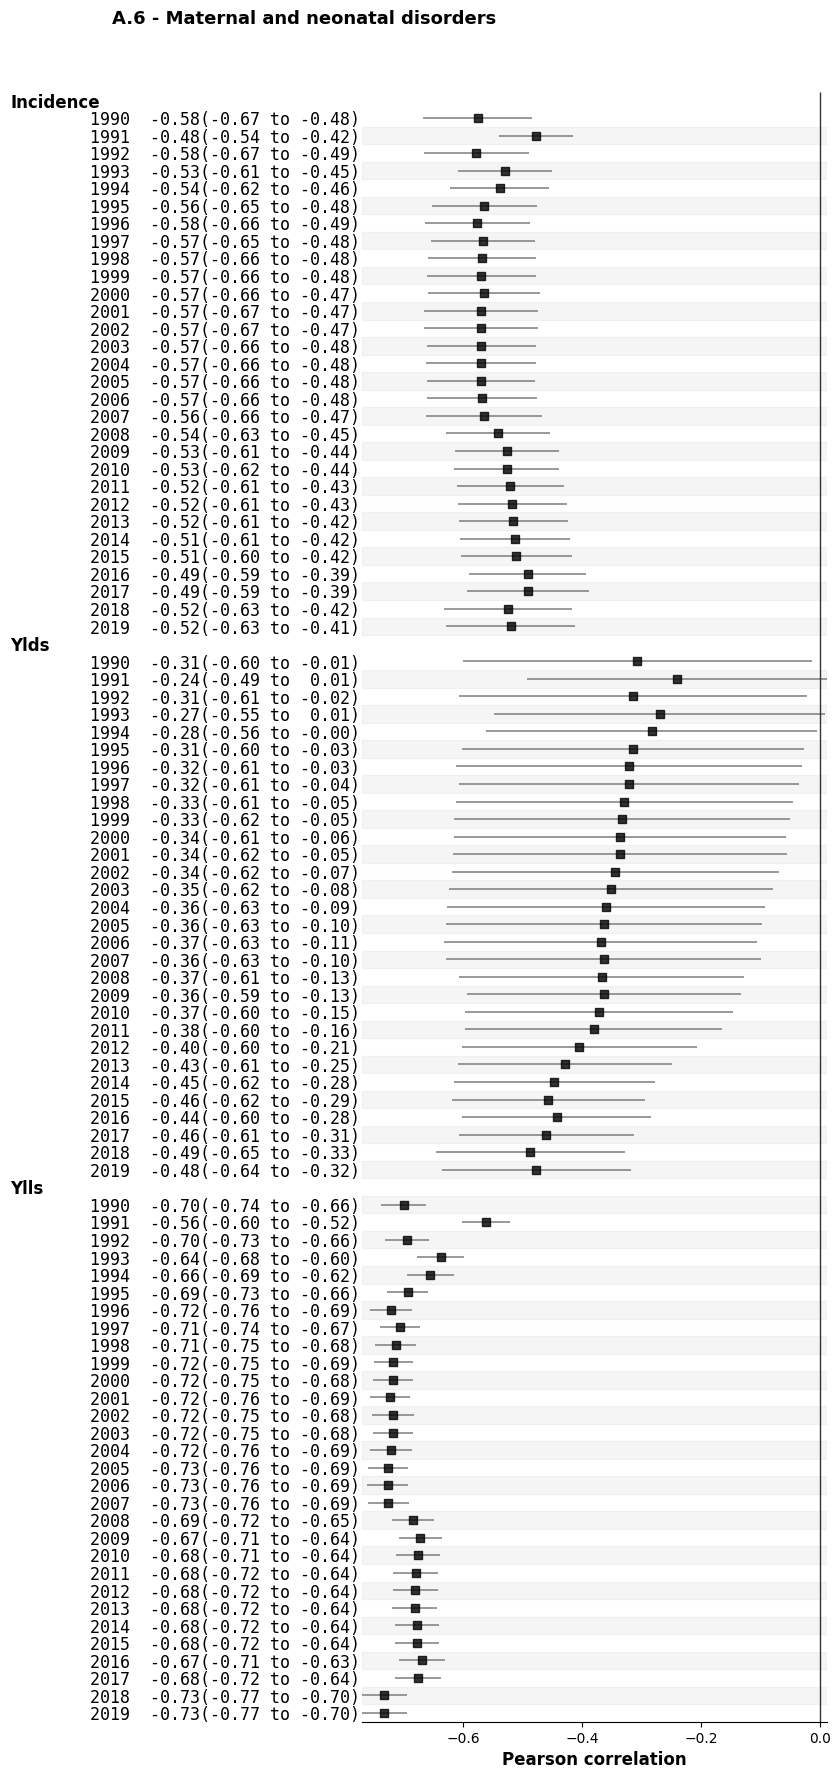 A.6 - Maternal and neonatal disorders
Incidence
1990  -0.58(-0.67 to -0.48)
1991  -0.48(-0.54 to -0.42)
1992  -0.58(-0.67 to -0.49)
1993  -0.53(-0.61 to -0.45)
1994  -0.54(-0.62 to -0.46)
1995  -0.56(-0.65 to -0.48)
1996  -0.58(-0.66 to -0.49)
1997  -0.57(-0.65 to -0.48)
1998  -0.57(-0.66 to -0.48)
1999  -0.57(-0.66 to -0.48)
2000  -0.57(-0.66 to -0.47)
2001  -0.57(-0.67 to -0.47)
2002  -0.57(-0.67 to -0.47)
2003  -0.57(-0.66 to -0.48)
2004  -0.57(-0.66 to -0.48)
2005  -0.57(-0.66 to -0.48)
2006  -0.57(-0.66 to -0.48)
2007  -0.56(-0.66 to -0.47)
2008  -0.54(-0.63 to -0.45)
2009  -0.53(-0.61 to -0.44)
2010  -0.53(-0.62 to -0.44)
2011  -0.52(-0.61 to -0.43)
2012  -0.52(-0.61 to -0.43)
2013  -0.52(-0.61 to -0.42)
2014  -0.51(-0.61 to -0.42)
2015  -0.51(-0.60 to -0.42)
2016  -0.49(-0.59 to -0.39)
2017  -0.49(-0.59 to -0.39)
2018  -0.52(-0.63 to -0.42)
2019  -0.52(-0.63 to -0.41)
Ylds
1990  -0.31(-0.60 to -0.01)
1991  -0.24(-0.49 to  0.01)
1992  -0.31(-0.61 to -0.02)
1993  -0.27(-0.55 to  0.01)
1994  -0.28(-0.56 to -0.00)
1995  -0.31(-0.60 to -0.03)
1996  -0.32(-0.61 to -0.03)
1997  -0.32(-0.61 to -0.04)
1998  -0.33(-0.61 to -0.05)
1999  -0.33(-0.62 to -0.05)
2000  -0.34(-0.61 to -0.06)
2001  -0.34(-0.62 to -0.05)
2002  -0.34(-0.62 to -0.07)
2003  -0.35(-0.62 to -0.08)
2004  -0.36(-0.63 to -0.09)
2005  -0.36(-0.63 to -0.10)
2006  -0.37(-0.63 to -0.11)
2007  -0.36(-0.63 to -0.10)
2008  -0.37(-0.61 to -0.13)
2009  -0.36(-0.59 to -0.13)
2010  -0.37(-0.60 to -0.15)
2011  -0.38(-0.60 to -0.16)
2012  -0.40(-0.60 to -0.21)
2013  -0.43(-0.61 to -0.25)
2014  -0.45(-0.62 to -0.28)
2015  -0.46(-0.62 to -0.29)
2016  -0.44(-0.60 to -0.28)
2017  -0.46(-0.61 to -0.31)
2018  -0.49(-0.65 to -0.33)
2019  -0.48(-0.64 to -0.32)
Ylls
1990  -0.70(-0.74 to -0.66)
1991  -0.56(-0.60 to -0.52)
1992  -0.70(-0.73 to -0.66)
1993  -0.64(-0.68 to -0.60)
1994  -0.66(-0.69 to -0.62)
1995  -0.69(-0.73 to -0.66)
1996  -0.72(-0.76 to -0.69)
1997  -0.71(-0.74 to -0.67)
1998  -0.71(-0.75 to -0.68)
1999  -0.72(-0.75 to -0.69)
2000  -0.72(-0.75 to -0.68)
2001  -0.72(-0.76 to -0.69)
2002  -0.72(-0.75 to -0.68)
2003  -0.72(-0.75 to -0.68)
2004  -0.72(-0.76 to -0.69)
2005  -0.73(-0.76 to -0.69)
2006  -0.73(-0.76 to -0.69)
2007  -0.73(-0.76 to -0.69)
2008  -0.69(-0.72 to -0.65)
2009  -0.67(-0.71 to -0.64)
2010  -0.68(-0.71 to -0.64)
2011  -0.68(-0.72 to -0.64)
2012  -0.68(-0.72 to -0.64)
2013  -0.68(-0.72 to -0.64)
2014  -0.68(-0.72 to -0.64)
2015  -0.68(-0.72 to -0.64)
2016  -0.67(-0.71 to -0.63)
2017  -0.68(-0.72 to -0.64)
2018  -0.73(-0.77 to -0.70)
2019  -0.73(-0.77 to -0.70)
−0.6 −0.4 −0.2 0.0
Pearson correlation